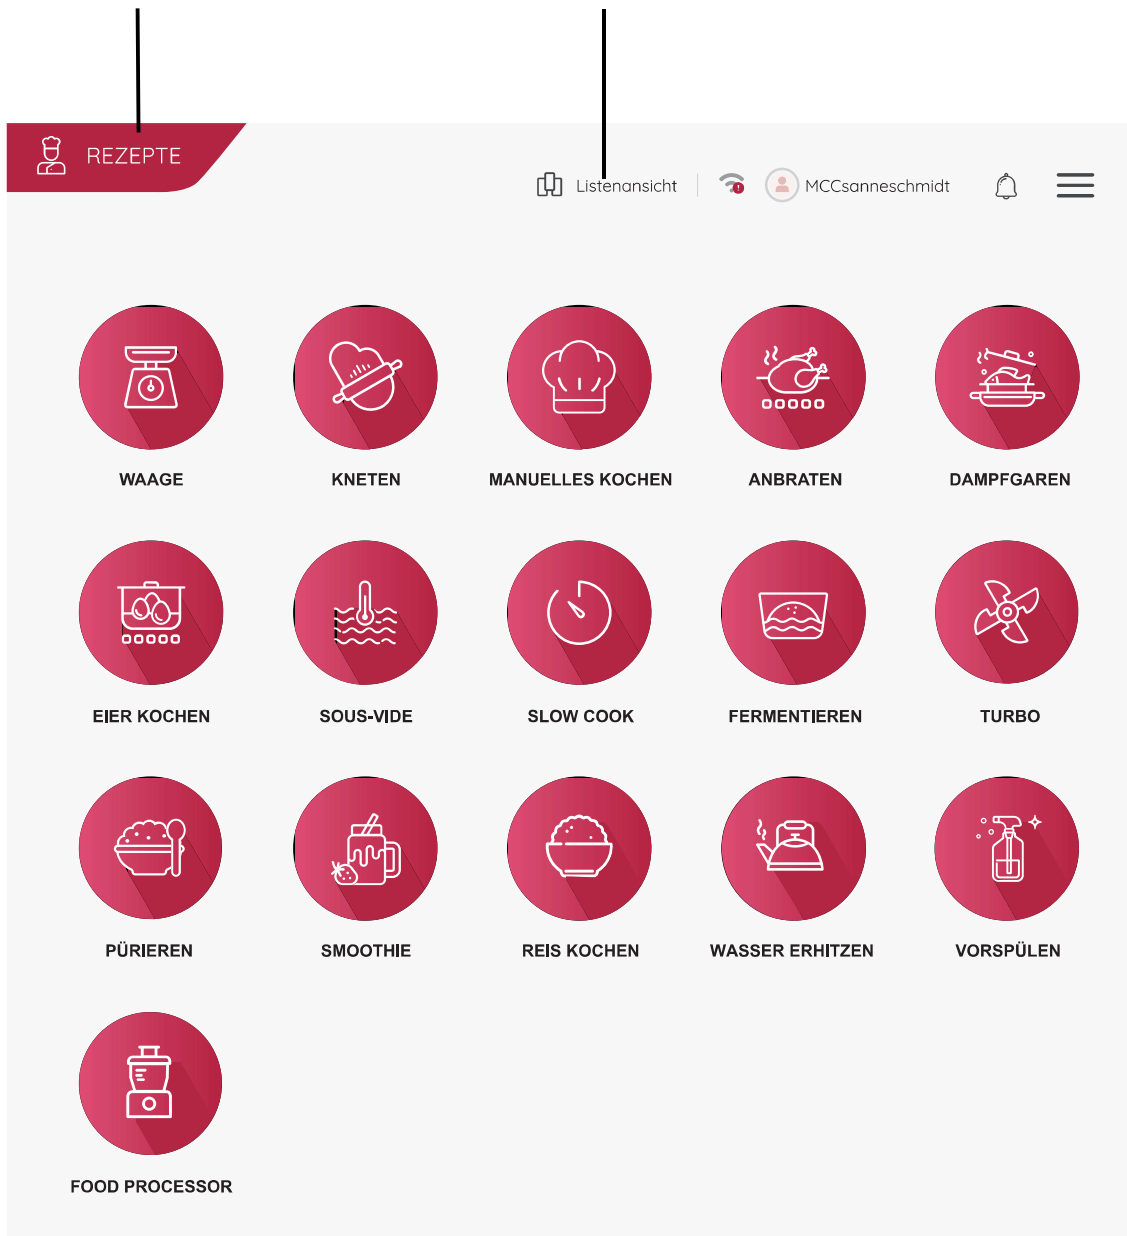 REZEPTE
Listenansicht MCCsanneschmidt
WAAGE KNETEN MANUELLES KOCHEN ANBRATEN DAMPFGAREN
EIER KOCHEN SOUS-VIDE SLOW COOK FERMENTIEREN TURBO
PÜRIEREN SMOOTHIE REIS KOCHEN WASSER ERHITZEN VORSPÜLEN
FOOD PROCESSOR